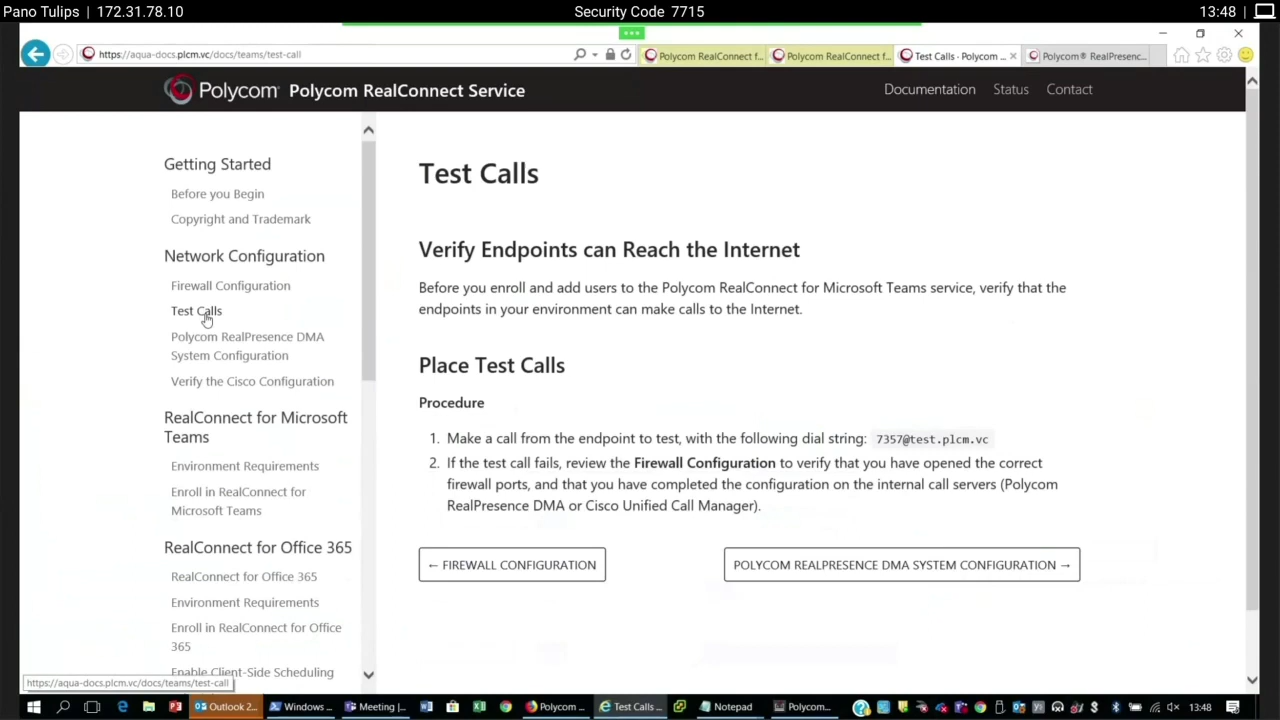 Pano Tulips | 172.31.78.10
Security Code 7715
13:48
https://aqua-docs.plcm.vc/docs/teams/test-call
Polycom RealConnect f...
Polycom RealConnect f...
Test Calls - Polycom ...
Polycom® RealPresenc...
Polycom
Polycom RealConnect Service
Documentation
Status
Contact
Getting Started
Before you Begin
Copyright and Trademark
Network Configuration
Firewall Configuration
Test Calls
Polycom RealPresence DMA
System Configuration
Verify the Cisco Configuration
RealConnect for Microsoft
Teams
Environment Requirements
Enroll in RealConnect for
Microsoft Teams
RealConnect for Office 365
RealConnect for Office 365
Environment Requirements
Enroll in RealConnect for Office
365
Enable Client-Side Scheduling
Test Calls
Verify Endpoints can Reach the Internet
Before you enroll and add users to the Polycom RealConnect for Microsoft Teams service, verify that the
endpoints in your environment can make calls to the Internet.
Place Test Calls
Procedure
1. Make a call from the endpoint to test, with the following dial string: 7357@test.plcm.vc
2. If the test call fails, review the Firewall Configuration to verify that you have opened the correct
firewall ports, and that you have completed the configuration on the internal call servers (Polycom
RealPresence DMA or Cisco Unified Call Manager).
← FIREWALL CONFIGURATION
POLYCOM REALPRESENCE DMA SYSTEM CONFIGURATION →
https://aqua-docs.plcm.vc/docs/teams/test-call
Outlook 2...
Windows ...
Meeting |...
Polycom ...
Test Calls ...
Notepad
Polycom...
13:48